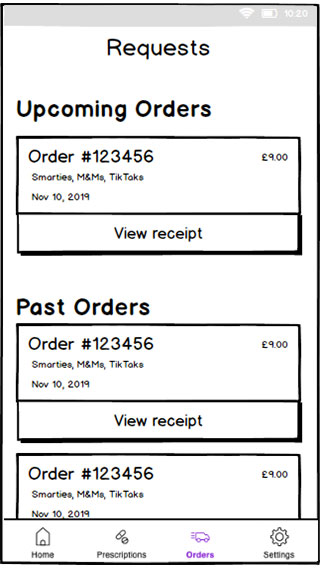 10:20
Requests
Upcoming Orders
Order #123456 £9.00
Smarties, M&Ms, TikTaks
Nov 10, 2019
View receipt
Past Orders
Order #123456 £9.00
Smarties, M&Ms, TikTaks
Nov 10, 2019
View receipt
Order #123456 £9.00
Smarties, M&Ms, TikTaks
Nov 10, 2019
Home Prescriptions Orders Settings